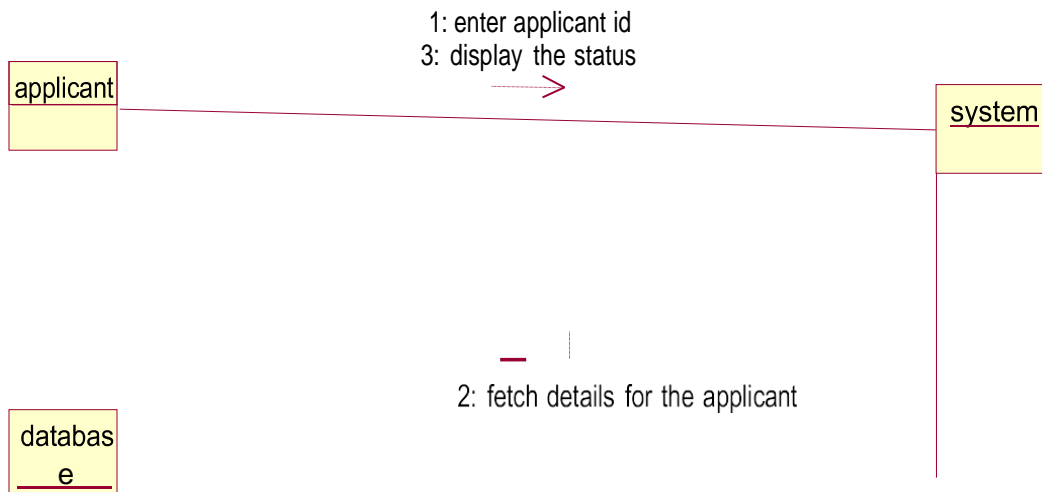 1: enter applicant id
3: display the status
applicant
system
2: fetch details for the applicant
databas
e